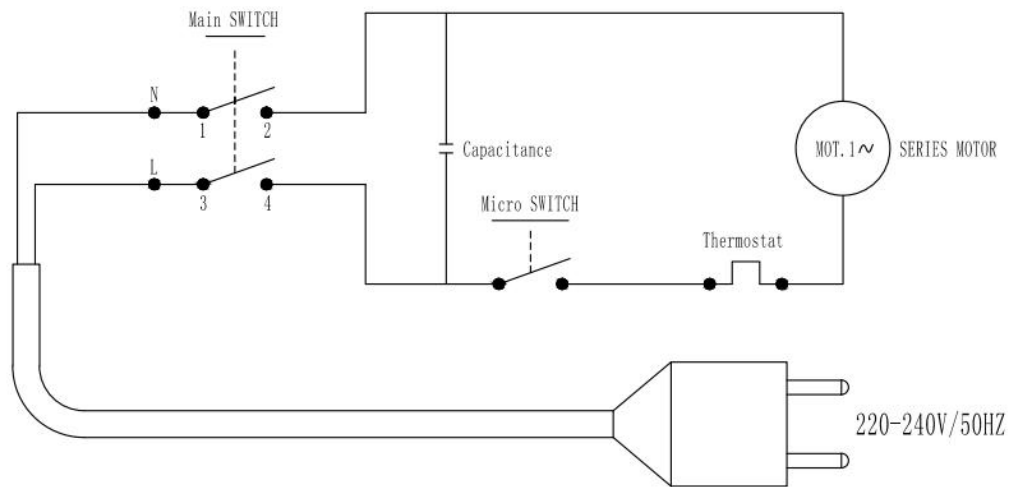 Main SWITCH
N
1
2
L
3
4
Capacitance
Micro SWITCH
Thermostat
MOT.1~
SERIES MOTOR
220-240V/50HZ